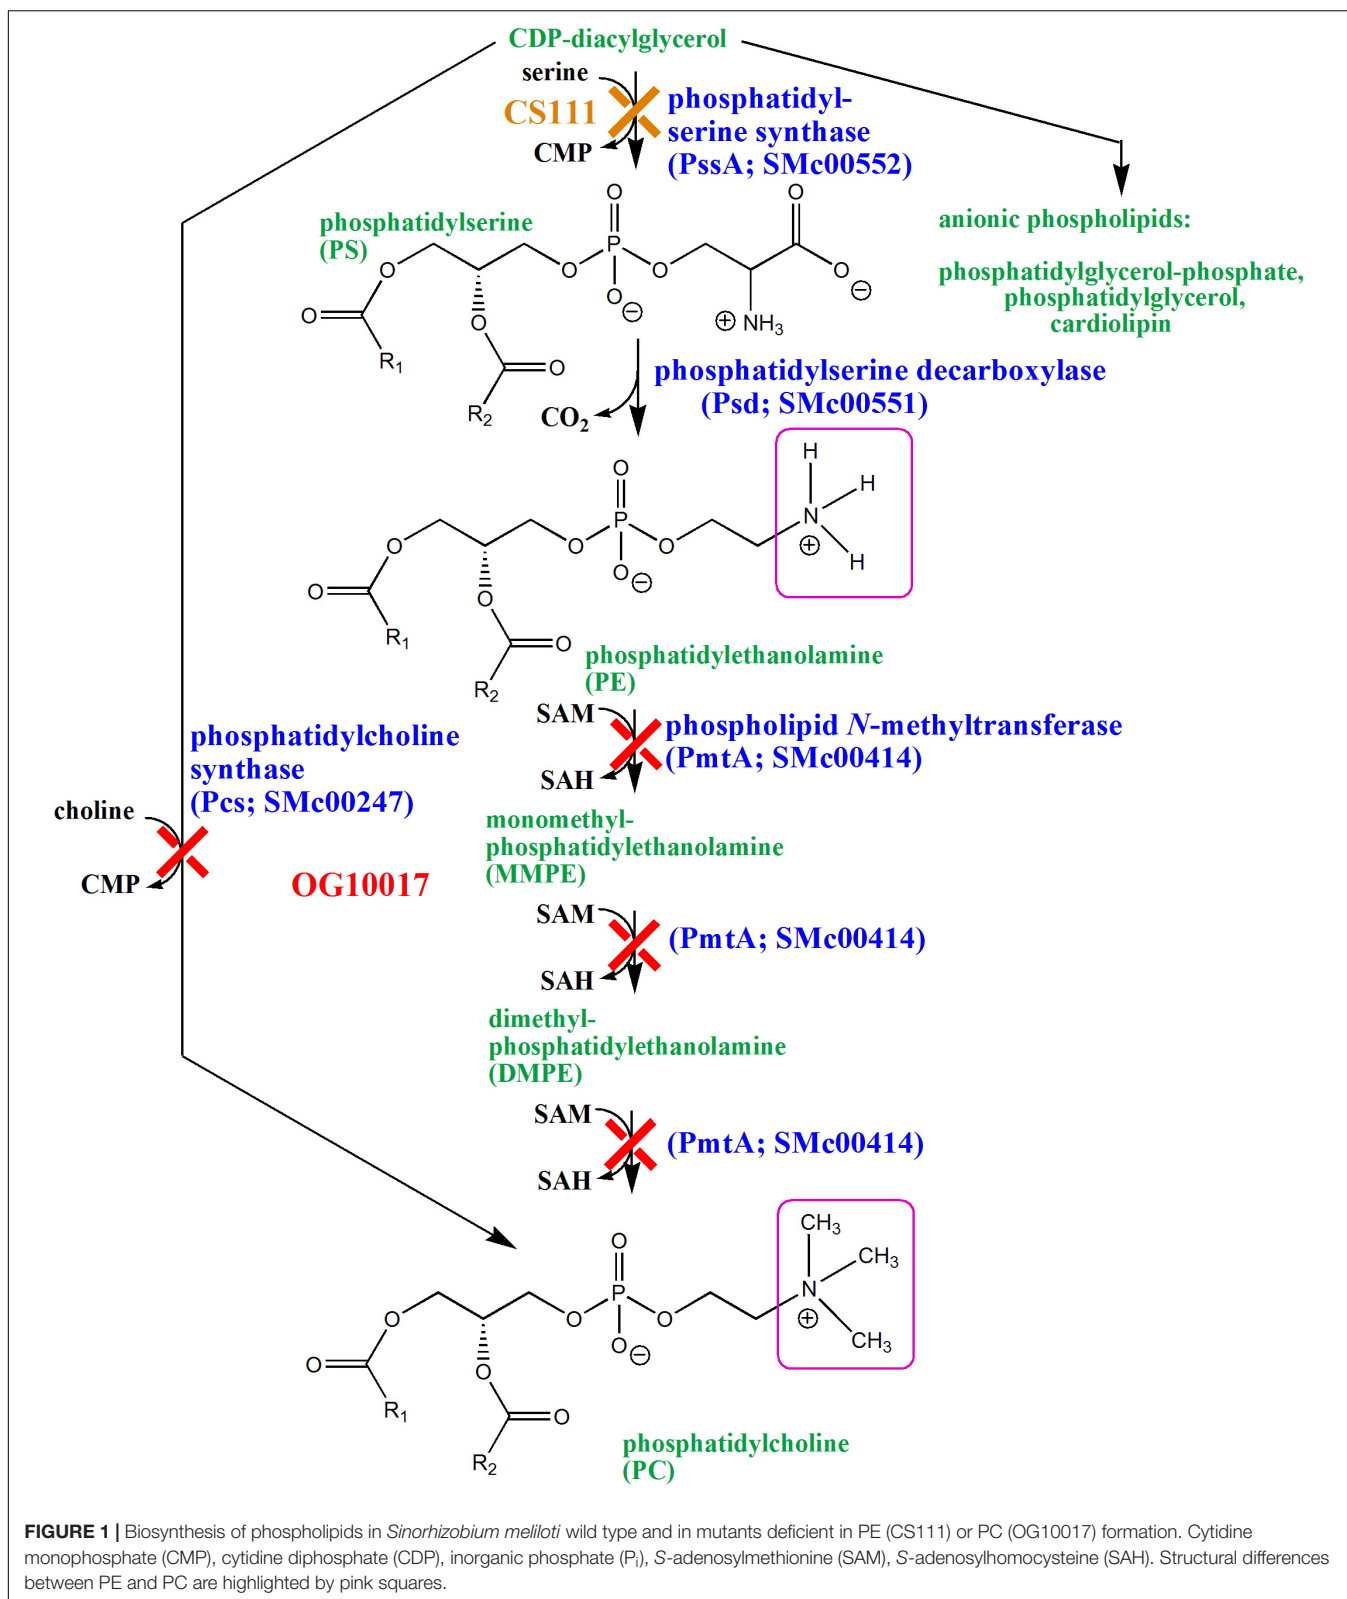 CDP-diacylglycerol
serine
CS111
CMP
phosphatidyl-
serine synthase
(PssA; SMc00552)
phosphatidylserine
(PS)
O
P
O
O
O
O
O
O
O
O
R1
R2
⊖
⊕ NH3
O
⊖
anionic phospholipids:
phosphatidylglycerol-phosphate,
phosphatidylglycerol,
cardiolipin
CO2
phosphatidylserine decarboxylase
(Psd; SMc00551)
O
P
O
O
O
⊖
O
O
O
O
R1
R2
H
H
N
⊕
H
phosphatidylethanolamine
(PE)
SAM
SAH
phospholipid N-methyltransferase
(PmtA; SMc00414)
phosphatidylcholine
synthase
(Pcs; SMc00247)
choline
CMP
OG10017
monomethyl-
phosphatidylethanolamine
(MMPE)
SAM
SAH
(PmtA; SMc00414)
dimethyl-
phosphatidylethanolamine
(DMPE)
SAM
SAH
(PmtA; SMc00414)
O
P
O
O
O
⊖
O
O
O
O
R1
R2
CH3
CH3
N
⊕
CH3
phosphatidylcholine
(PC)
FIGURE 1 | Biosynthesis of phospholipids in Sinorhizobium meliloti wild type and in mutants deficient in PE (CS111) or PC (OG10017) formation. Cytidine
monophosphate (CMP), cytidine diphosphate (CDP), inorganic phosphate (Pi), S-adenosylmethionine (SAM), S-adenosylhomocysteine (SAH). Structural differences
between PE and PC are highlighted by pink squares.